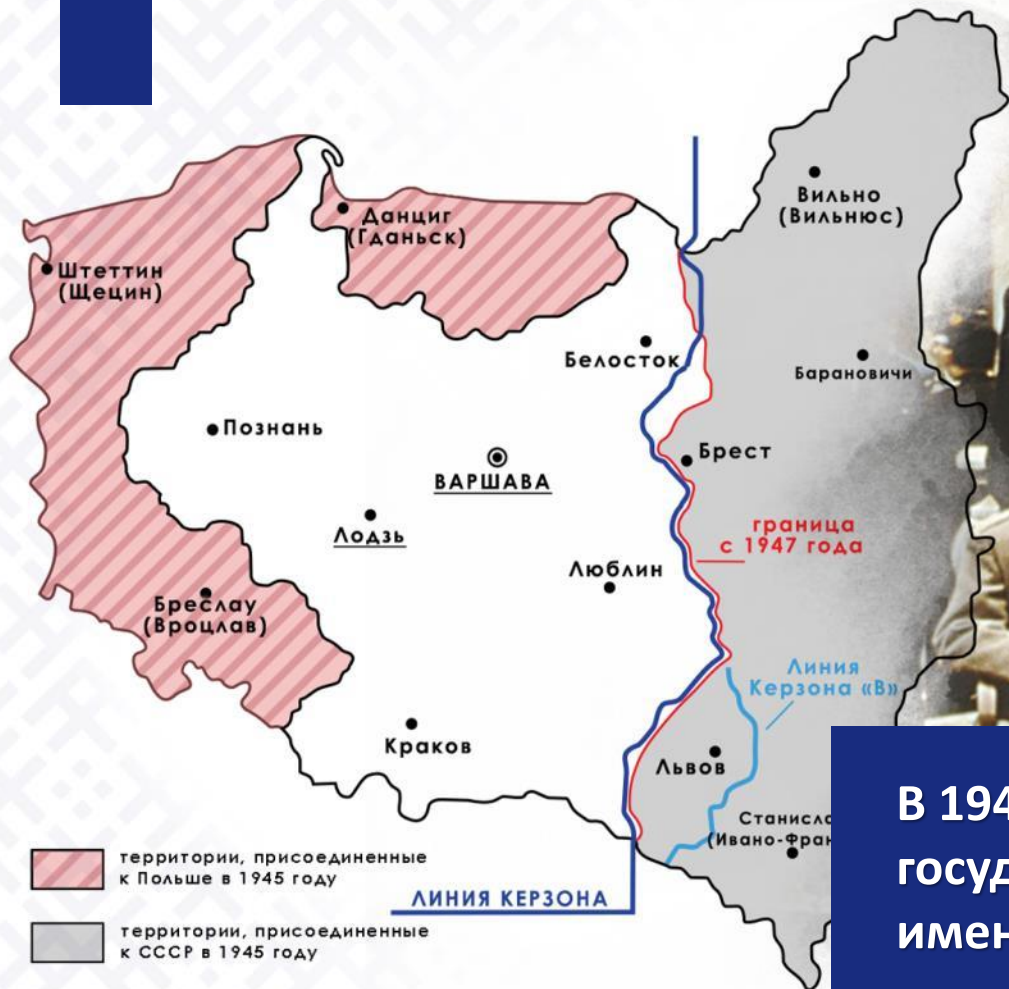 Вильно
(Вильнюс)
Данциг
(Гданьск)
Штеттин
(Щецин)
Белосток
Барановичи
Познань
Брест
ВАРШАВА
граница
с 1947 года
Лодзь
Люблин
Бреслау
(Вроцлав)
Линия
Керзона «В»
Краков
Львов
Станисла
(Ивано-Фран
В 194
госуд
имен
территории, присоединенные
к Польше в 1945 году
ЛИНИЯ КЕРЗОНА
территории, присоединенные
к СССР в 1945 году